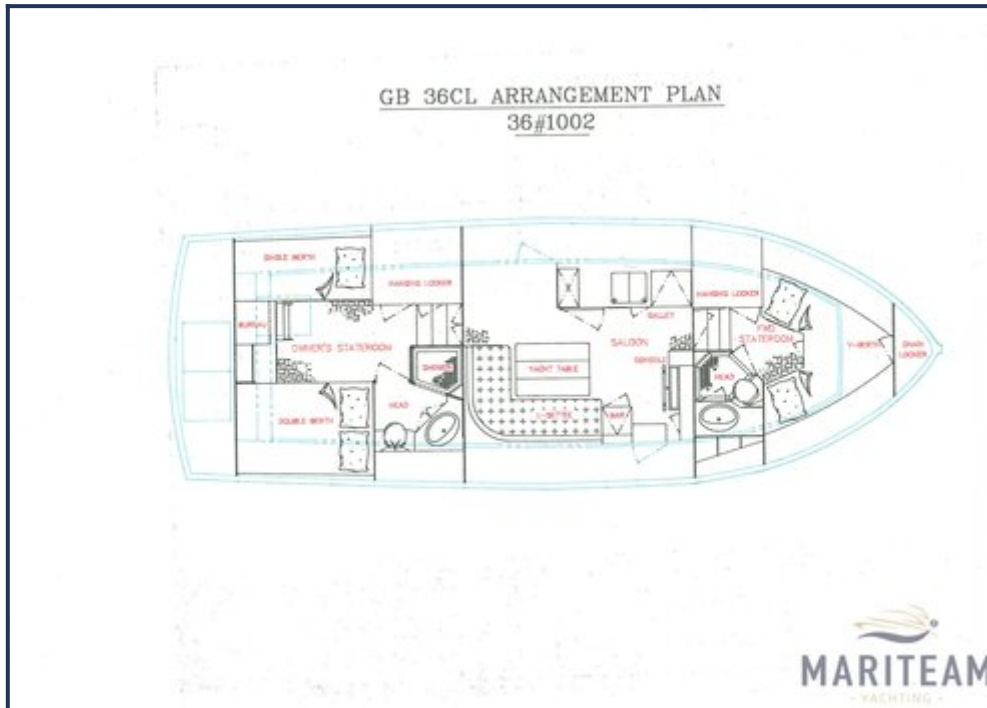 GB 36CL ARRANGEMENT PLAN
36#1002
SINGLE BERTH
HANGING LOCKER
BUREAU
OWNER'S STATEROOM
SHOWER
DOUBLE BERTH
HEAD
YACHT TABLE
L-SETTEE
BAR
SALOON
GALLEY
CONSOLE
HANGING LOCKER
FWD
STATEROOM
HEAD
V-BERTH
CHAIN
LOCKER
MARITEAM
- YACHTING -